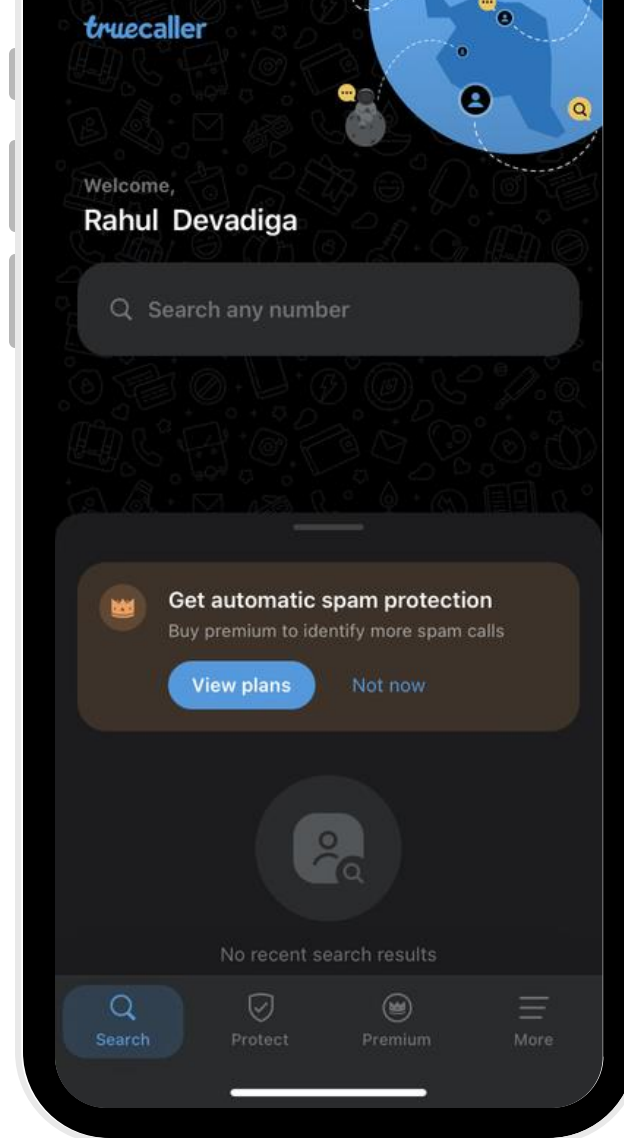 truecaller
Welcome,
Rahul Devadiga
Search any number
Get automatic spam protection
Buy premium to identify more spam calls
View plans
Not now
No recent search results
Search
Protect
Premium
More